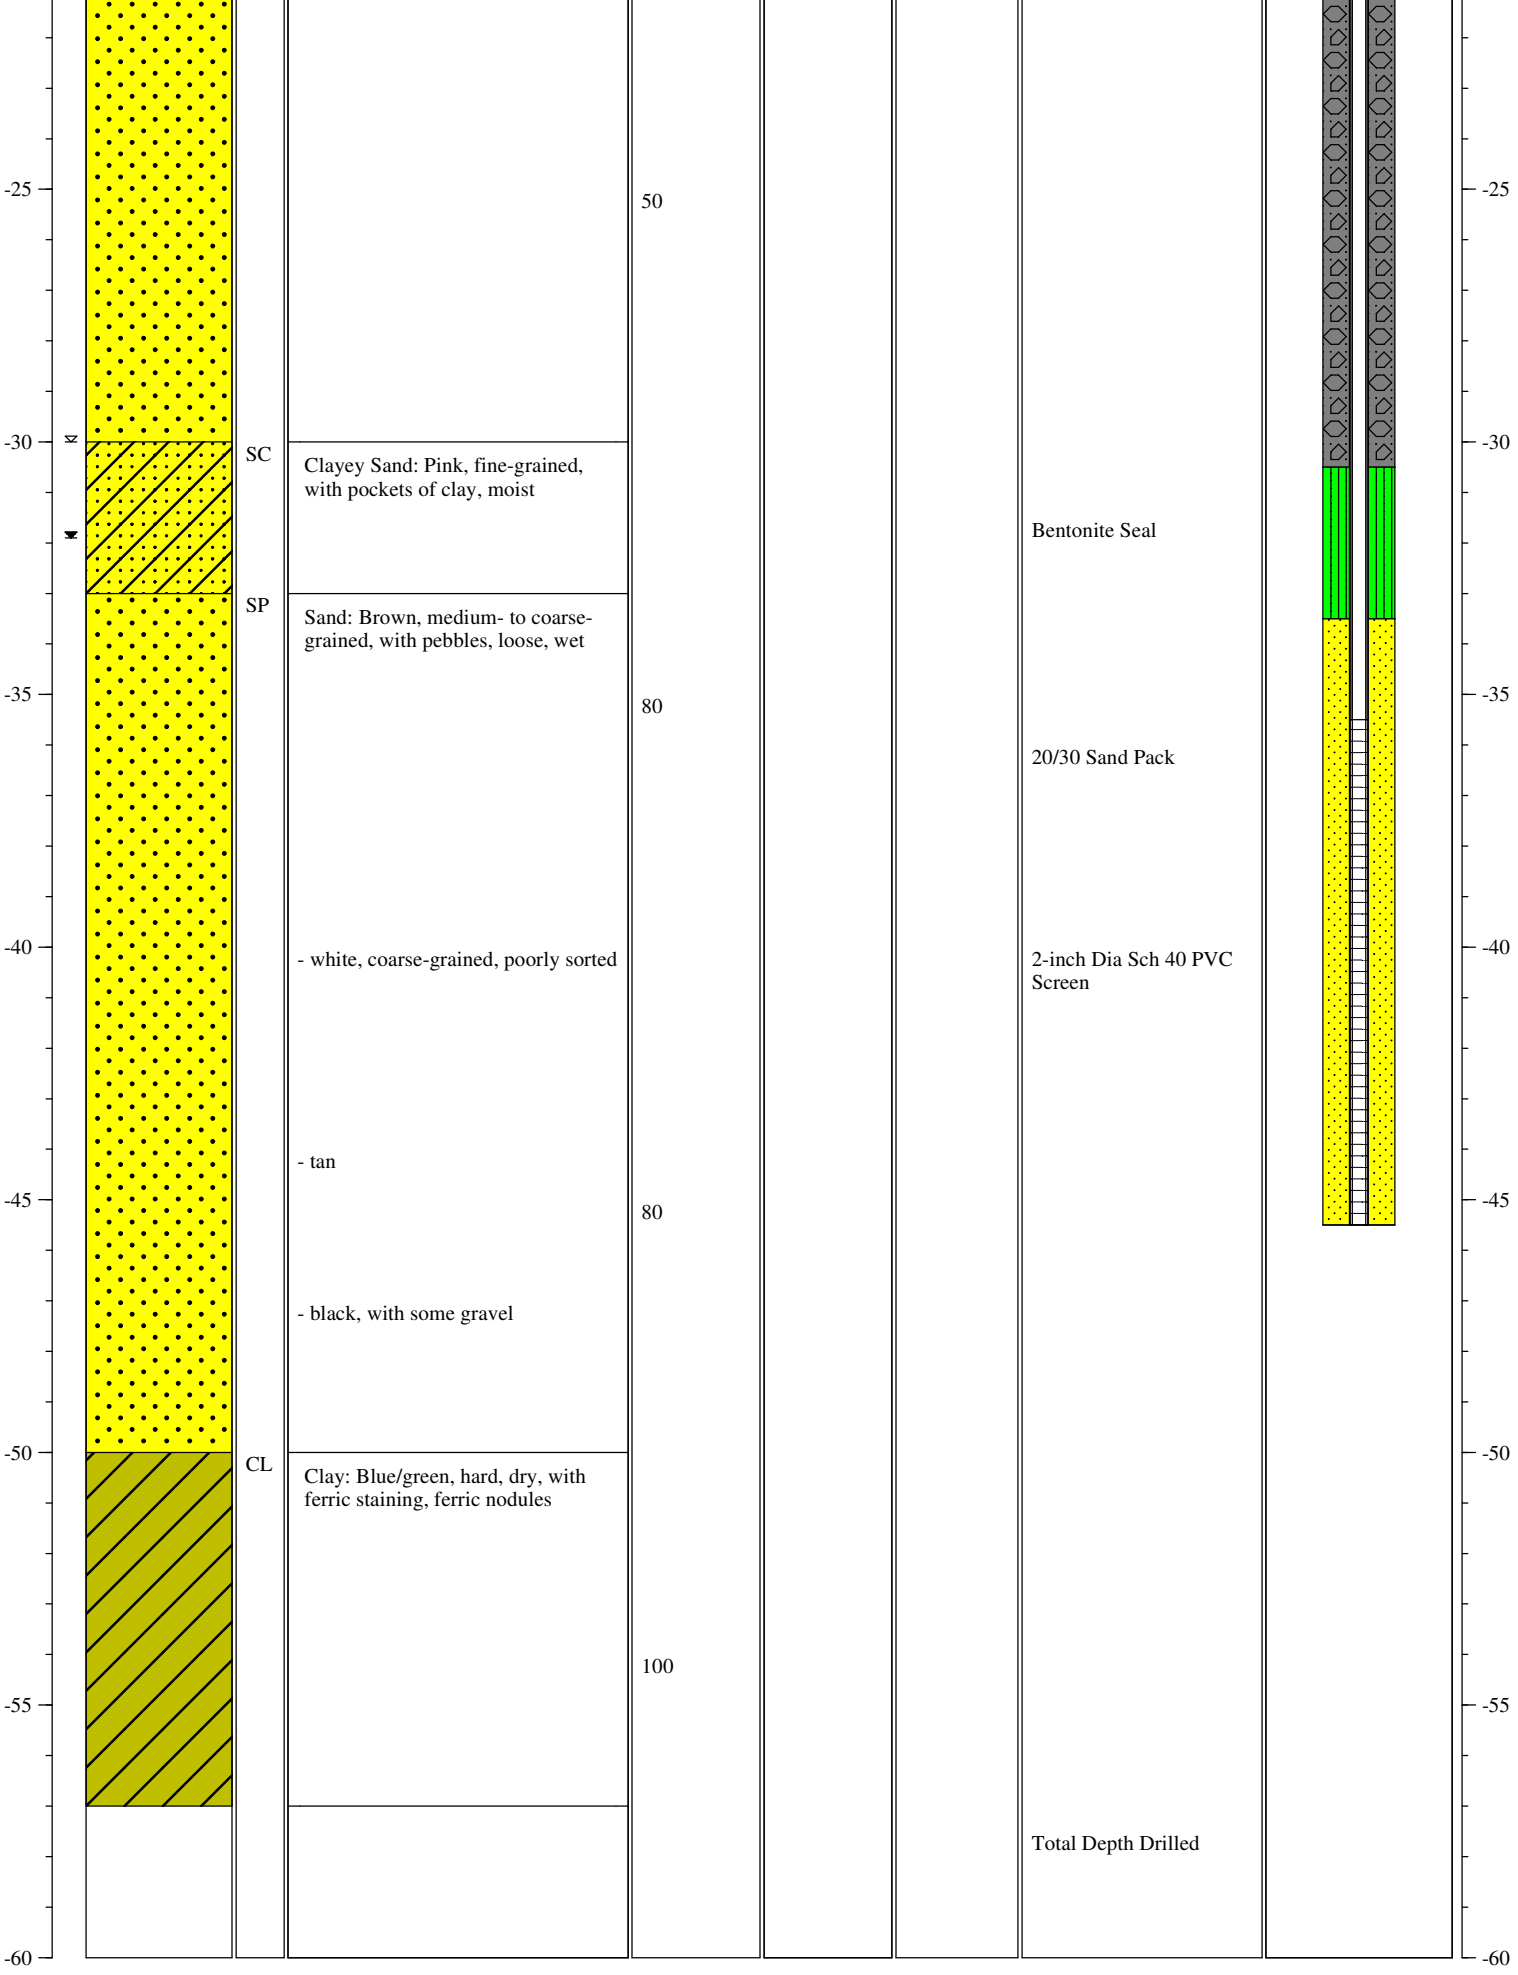 -25
50
-25
-30
SC
Clayey Sand: Pink, fine-grained,
with pockets of clay, moist
-30
Bentonite Seal
SP
Sand: Brown, medium- to coarse-
grained, with pebbles, loose, wet
-35
80
-35
20/30 Sand Pack
-40
- white, coarse-grained, poorly sorted
2-inch Dia Sch 40 PVC
Screen
-40
- tan
-45
80
-45
- black, with some gravel
-50
CL
Clay: Blue/green, hard, dry, with
ferric staining, ferric nodules
-50
100
-55
-55
Total Depth Drilled
-60
-60